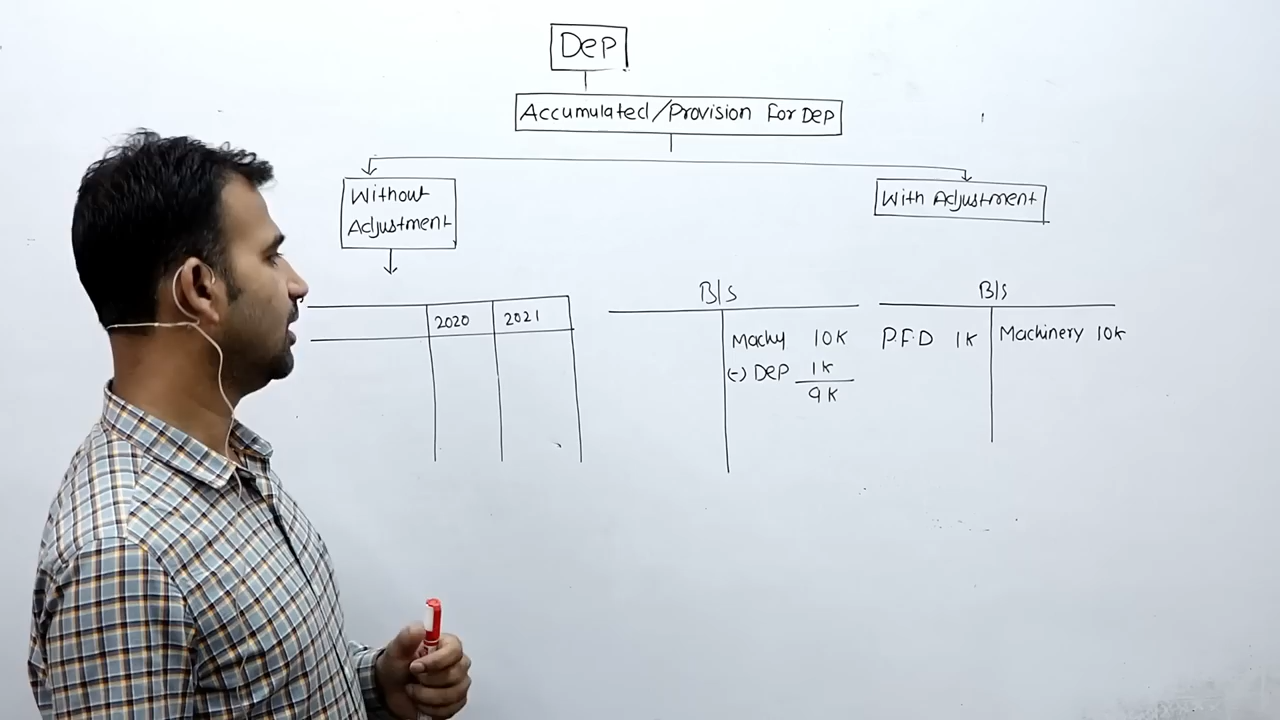 DeP
Accumulated/Provision For DeP
Without
Adjustment
With Adjustment
2020 2021
B/S
Machy 10K
(-) DeP 1K
9K
B/S
P.F.D 1K Machinery 10K